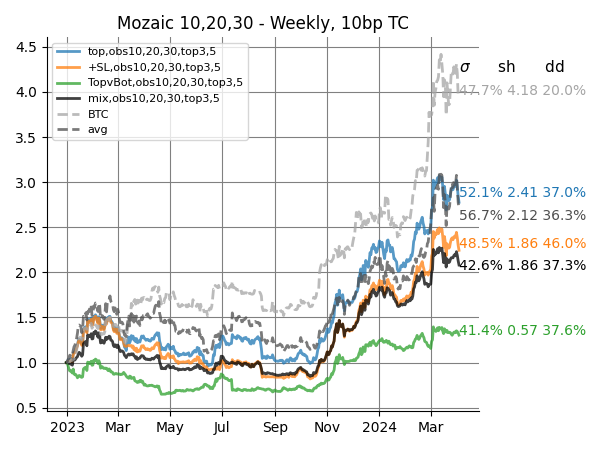 Mozaic 10,20,30 - Weekly, 10bp TC
top,obs10,20,30,top3,5
+SL,obs10,20,30,top3,5
TopvBot,obs10,20,30,top3,5
mix,obs10,20,30,top3,5
BTC
avg
σ sh dd
47.7% 4.18 20.0%
52.1% 2.41 37.0%
56.7% 2.12 36.3%
48.5% 1.86 46.0%
42.6% 1.86 37.3%
41.4% 0.57 37.6%
4.5
4.0
3.5
3.0
2.5
2.0
1.5
1.0
0.5
2023 Mar May Jul Sep Nov 2024 Mar